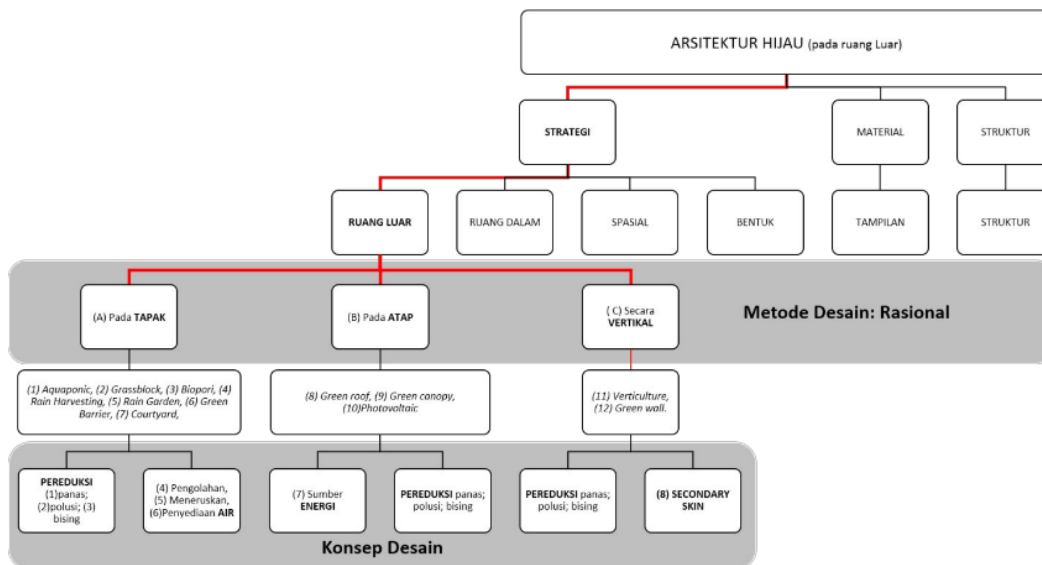 ARSITEKTUR HIJAU (pada ruang Luar)
STRATEGI
MATERIAL
STRUKTUR
RUANG LUAR
RUANG DALAM
SPASIAL
BENTUK
TAMPILAN
STRUKTUR
(A) Pada TAPAK
(B) Pada ATAP
( C) Secara
VERTIKAL
Metode Desain: Rasional
(1) Aquaponic, (2) Grassblock, (3) Biopori, (4)
Rain Harvesting, (5) Rain Garden, (6) Green
Barrier, (7) Courtyard,
(8) Green roof, (9) Green canopy,
(10)Photovoltaic
(11) Verticulture,
(12) Green wall.
PEREDUKSI
(1)panas;
(2)polusi; (3)
bising
(4) Pengolahan,
(5) Meneruskan,
(6)Penyediaan AIR
(7) Sumber
ENERGI
PEREDUKSI panas;
polusi; bising
PEREDUKSI panas;
polusi; bising
(8) SECONDARY
SKIN
Konsep Desain